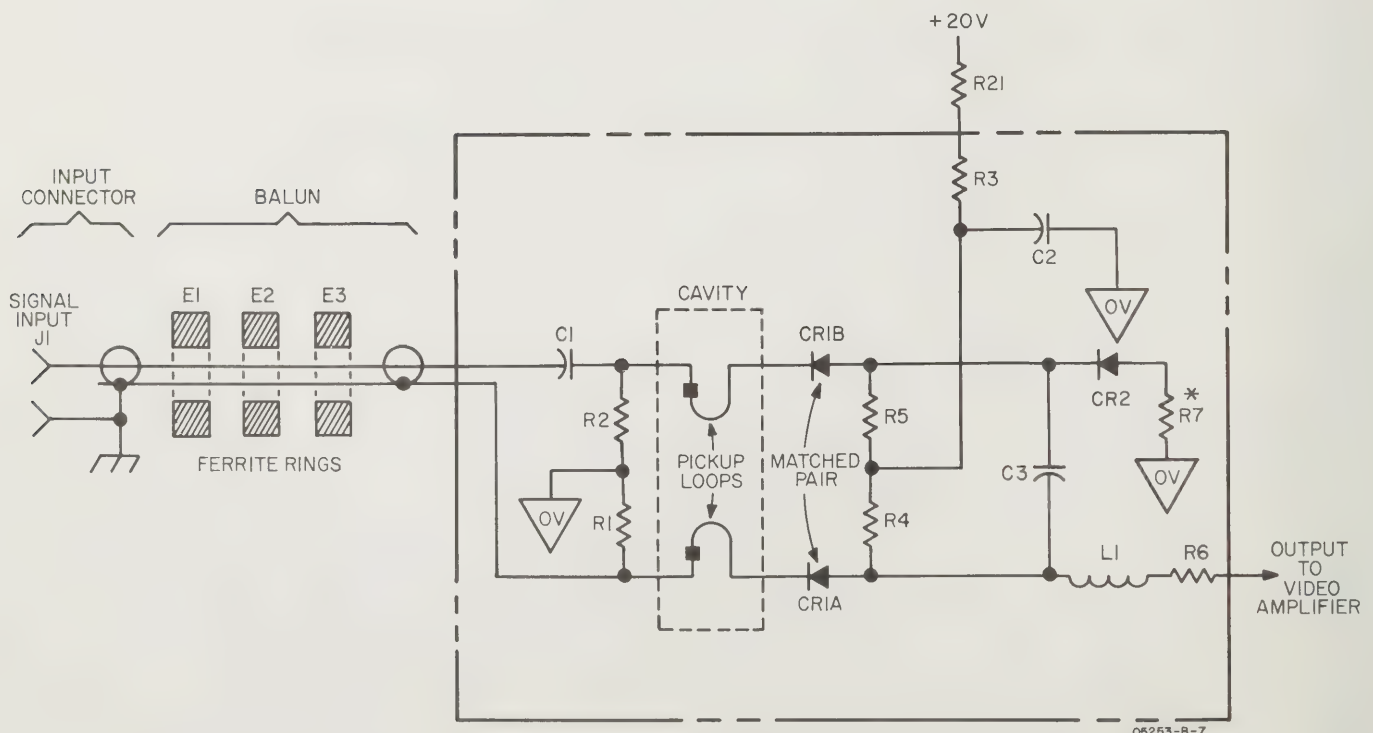 +20V
R21
R3
INPUT
CONNECTOR
BALUN
C2
0V
SIGNAL
INPUT
J1
E1
E2
E3
CAVITY
C1
CR1B
CR2
*
R7
R2
R5
FERRITE RINGS
PICKUP
LOOPS
MATCHED
PAIR
C3
0V
0V
R1
R4
L1
R6
OUTPUT
TO
VIDEO
AMPLIFIER
CR1A
05253-B-7